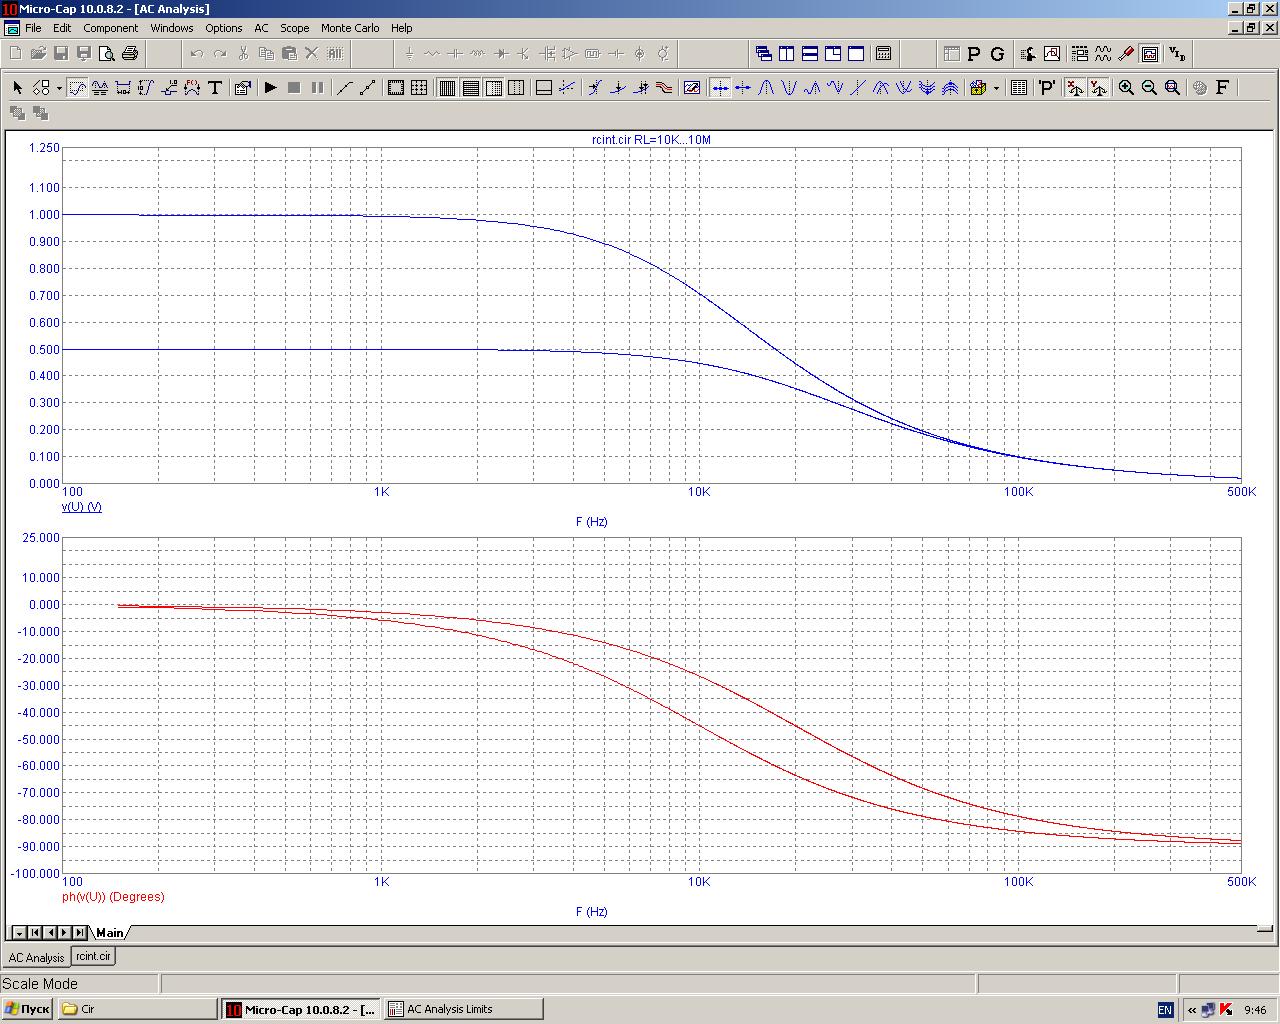 Micro-Cap 10.0.8.2 - [AC Analysis]
File Edit Component Windows Options AC Scope Monte Carlo Help
rcint.cir RL=10K...10M
1.250
1.100
1.000
0.900
0.800
0.700
0.600
0.500
0.400
0.300
0.200
0.100
0.000
100 1K 10K 100K 500K
v(U) (V)
F (Hz)
25.000
10.000
0.000
-10.000
-20.000
-30.000
-40.000
-50.000
-60.000
-70.000
-80.000
-90.000
-100.000
100 1K 10K 100K 500K
ph(v(U)) (Degrees)
F (Hz)
Main
AC Analysis rcint.cir
Scale Mode
Пуск Cir Micro-Cap 10.0.8.2 - [... AC Analysis Limits EN « 9:46